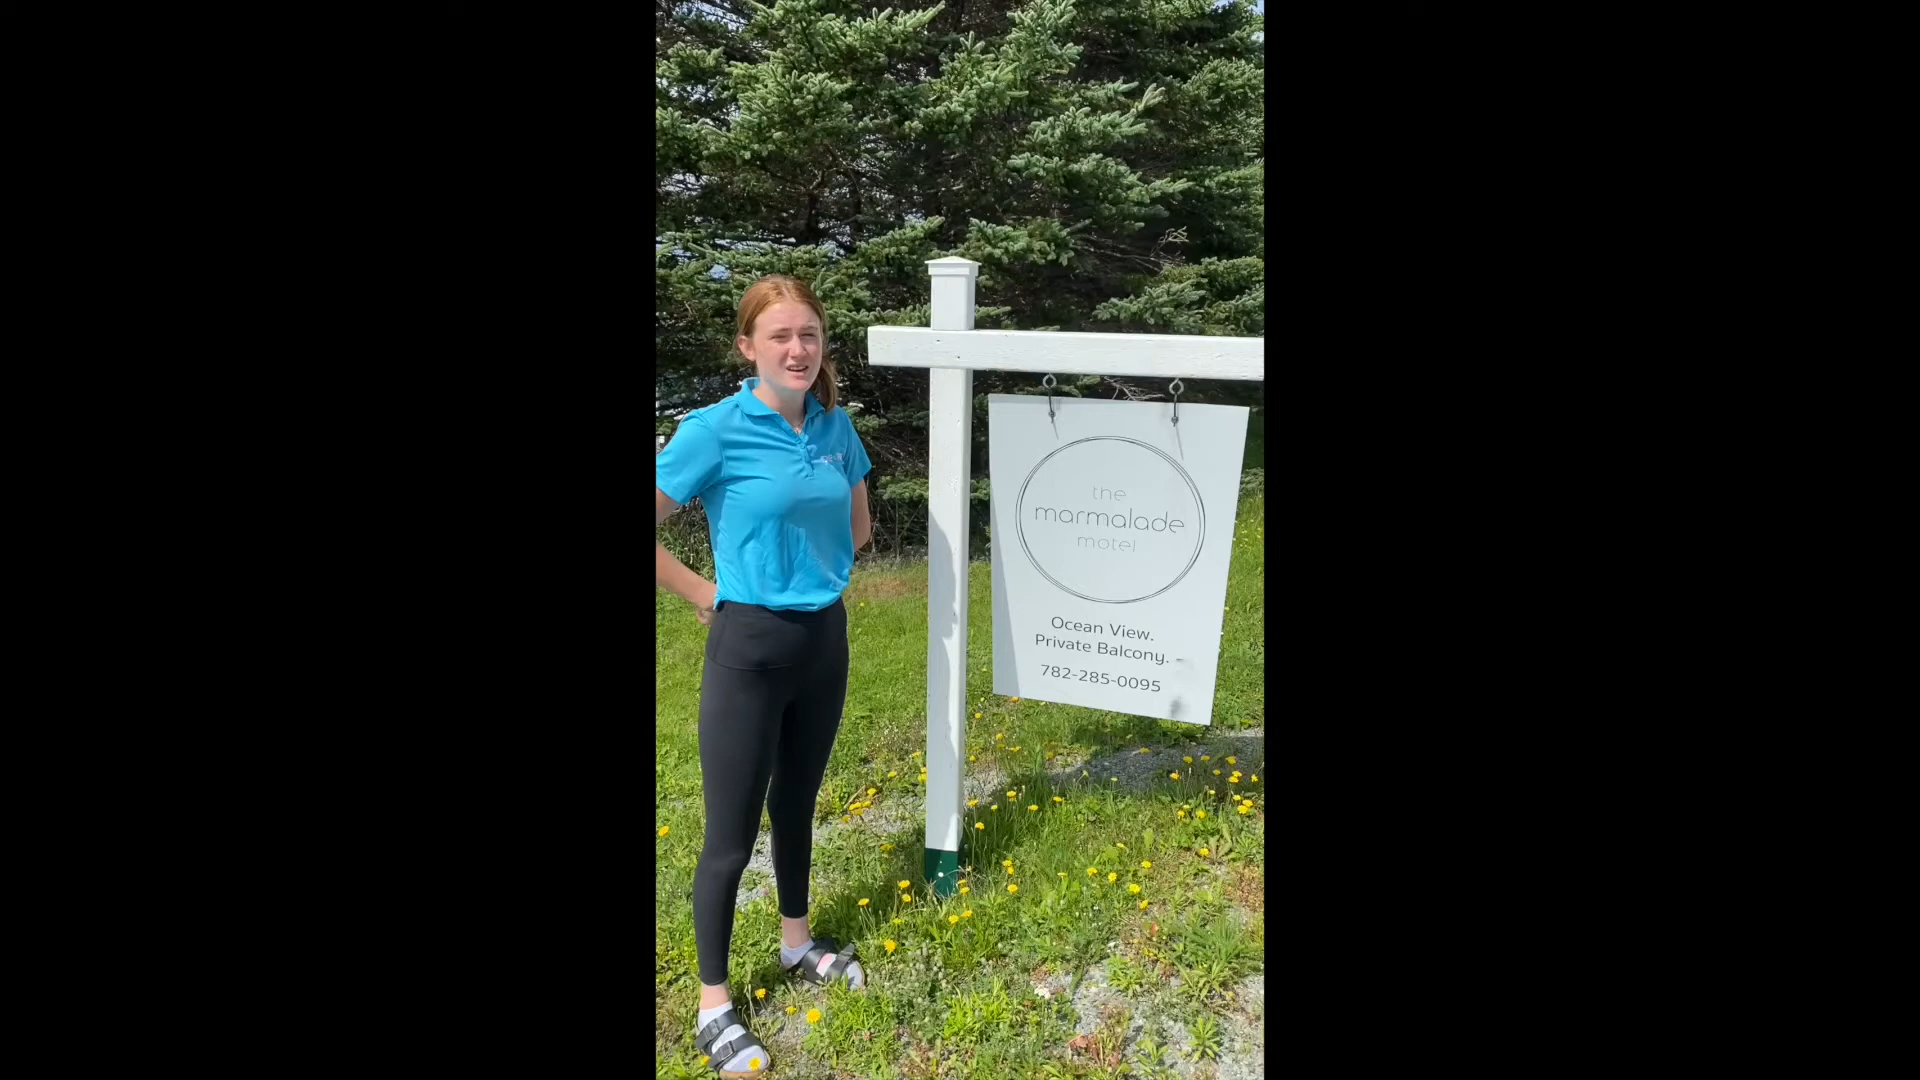 the
marmalade
motel
Ocean View.
Private Balcony.
782-285-0095